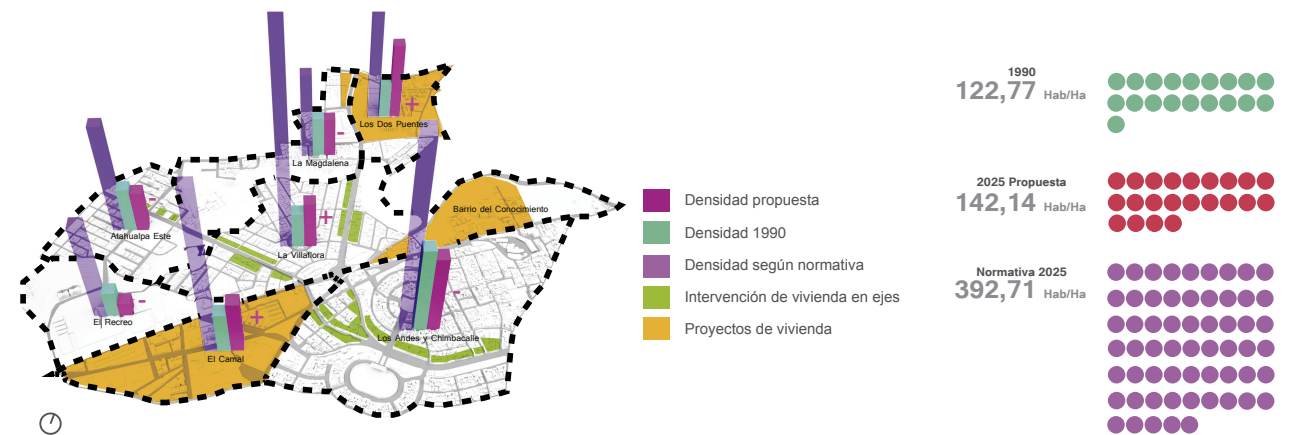 Los Dos Puentes
+
La Magdalena
-
Atahualpa Este
-
Barrio del Conocimiento
La Villaflora
+
El Recreo
-
El Camal
+
Los Andes y Chimbacalle
-
Densidad propuesta
Densidad 1990
Densidad según normativa
Intervención de vivienda en ejes
Proyectos de vivienda
1990
122,77 Hab/Ha
2025 Propuesta
142,14 Hab/Ha
Normativa 2025
392,71 Hab/Ha